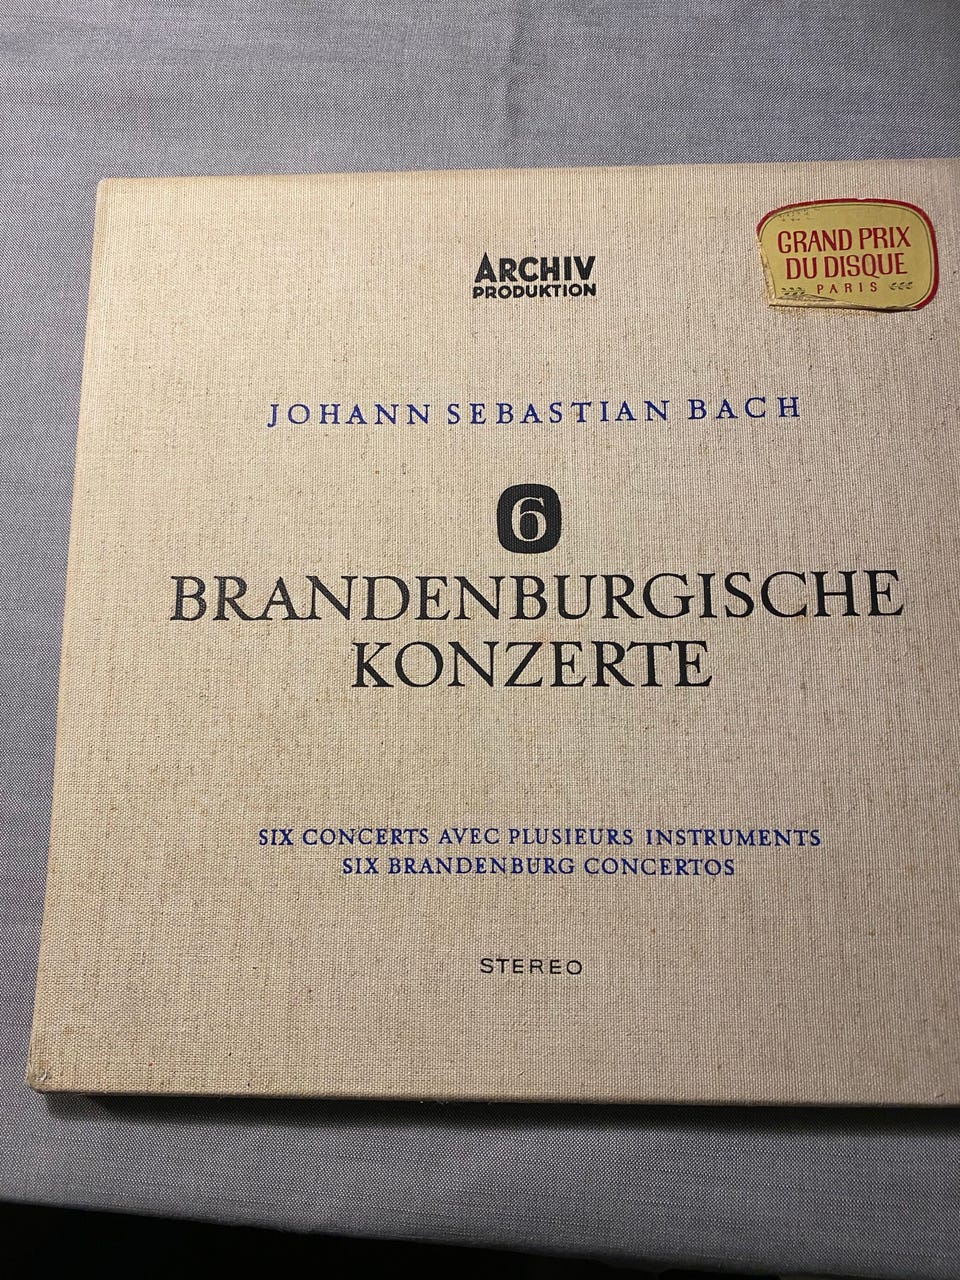 ARCHIV
PRODUKTION
GRAND PRIX
DU DISQUE
PARIS
JOHANN SEBASTIAN BACH
6
BRANDENBURGISCHE
KONZERTE
SIX CONCERTS AVEC PLUSIEURS INSTRUMENTS
SIX BRANDENBURG CONCERTOS
STEREO